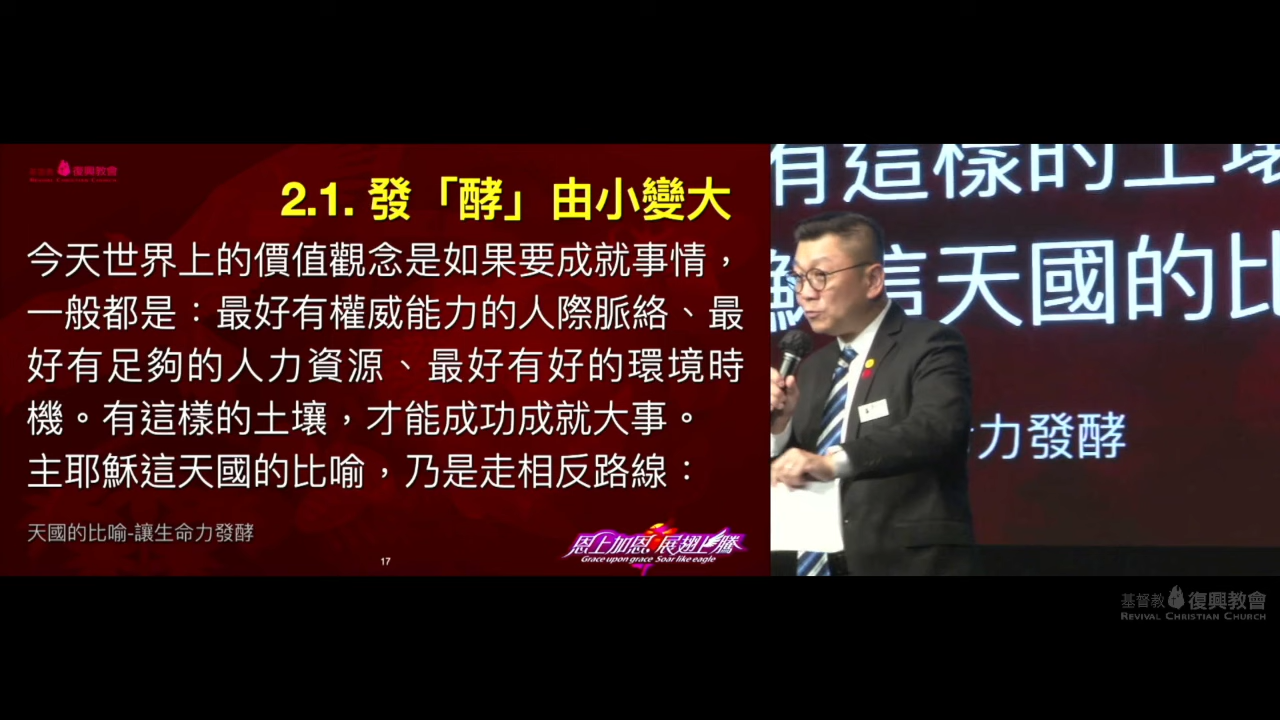 復興教會
REVIVAL CHRISTIAN CHURCH
2.1. 發「酵」由小變大
今天世界上的價值觀念是如果要成就事情，
一般都是：最好有權威能力的人際脈絡、最
好有足夠的人力資源、最好有好的環境時
機。有這樣的土壤，才能成功成就大事。
主耶穌這天國的比喻，乃是走相反路線：
天國的比喻-讓生命力發酵
17
恩上加恩 展翅上騰
Grace upon grace Soar like eagle
有這樣的土壤
穌這天國的比
力發酵
基督教 復興教會
REVIVAL CHRISTIAN CHURCH